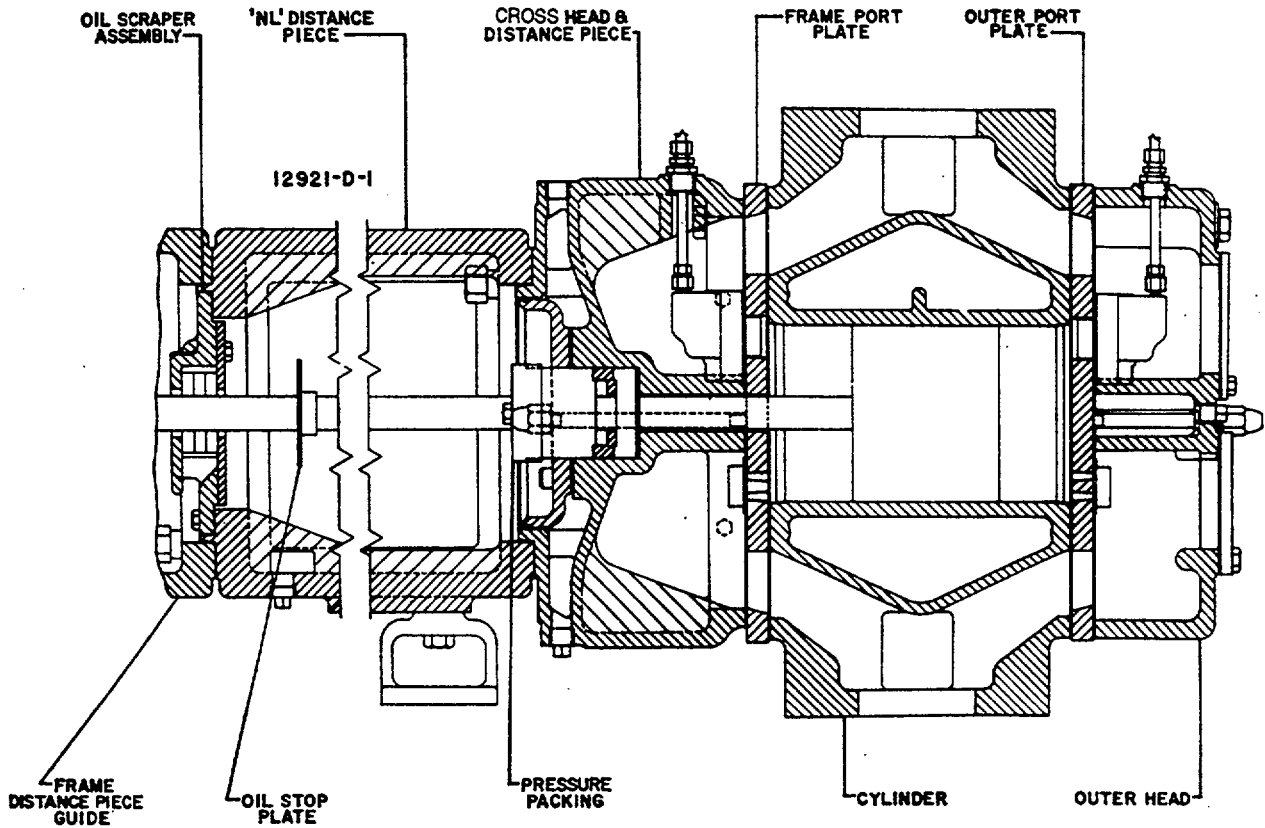 OIL SCRAPER
ASSEMBLY
'NL' DISTANCE
PIECE
CROSS HEAD &
DISTANCE PIECE
FRAME PORT
PLATE
OUTER PORT
PLATE
12921-D-1
FRAME
DISTANCE PIECE
GUIDE
OIL STOP
PLATE
PRESSURE
PACKING
CYLINDER
OUTER HEAD